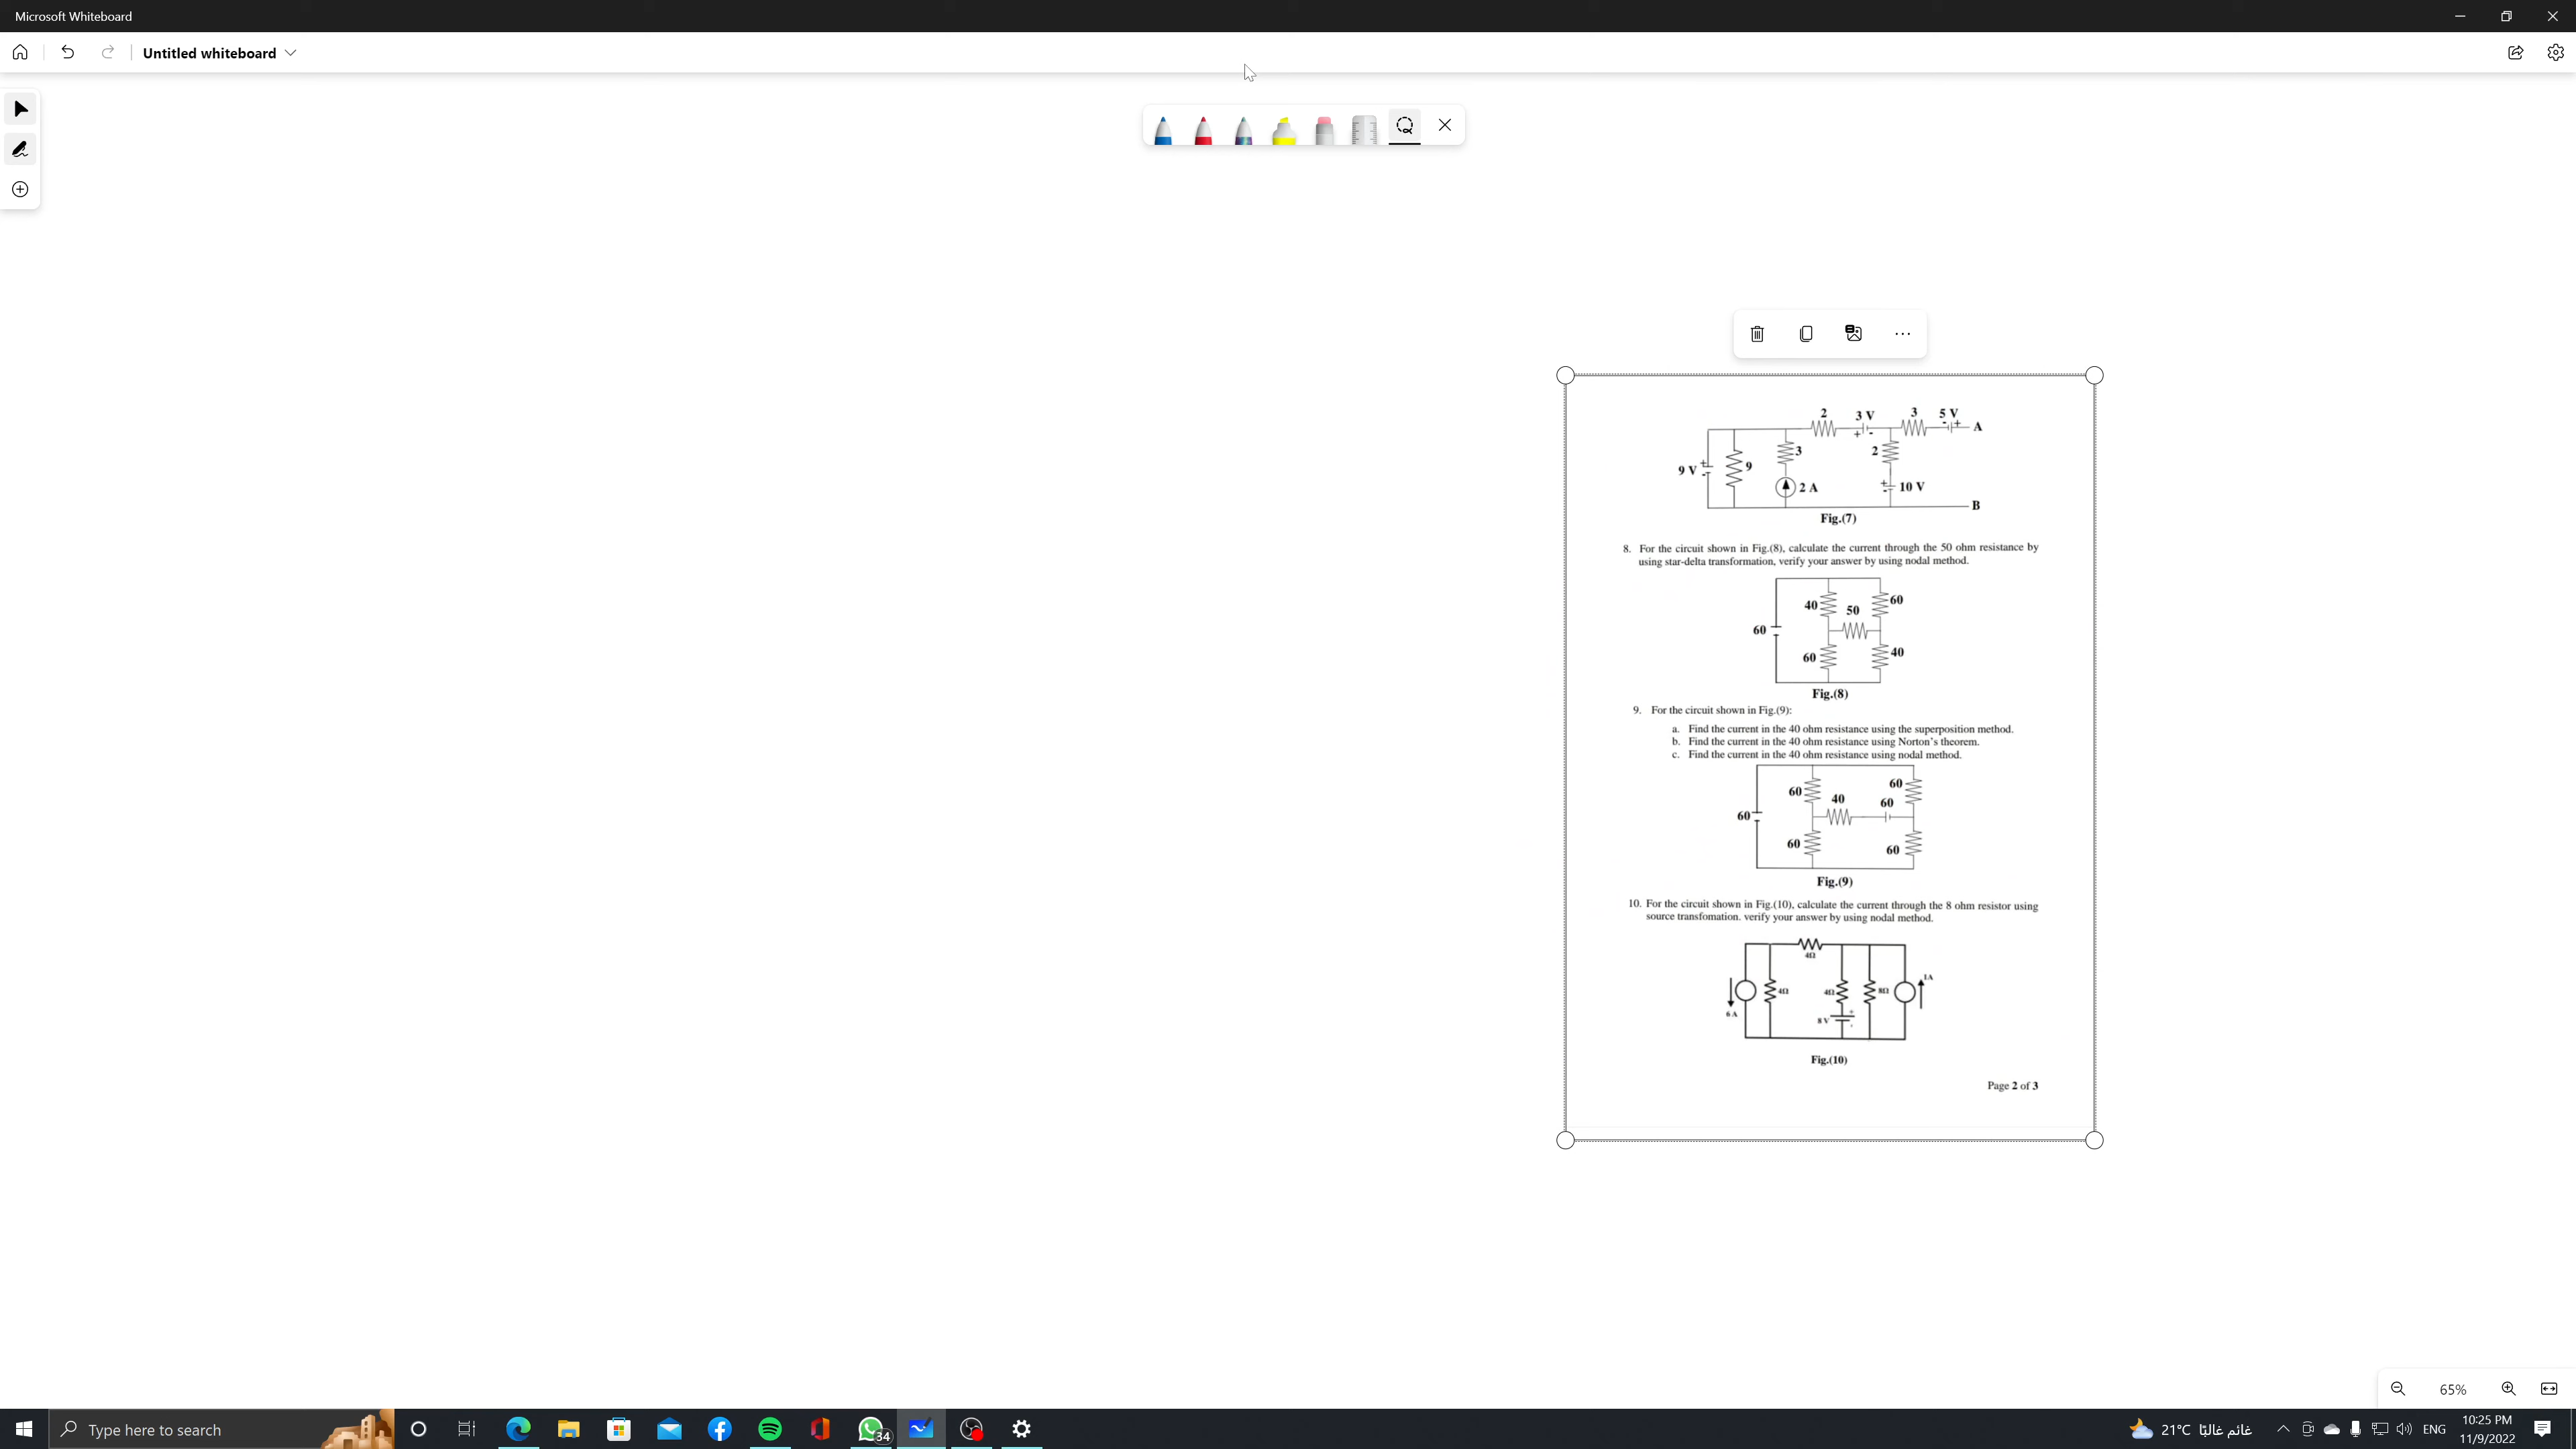 Microsoft Whiteboard
Untitled whiteboard
2 3 V 3 5 V
+ - - + A
3 2
9 V + - 9
2 A + - 10 V
B
Fig.(7)
8. For the circuit shown in Fig.(8), calculate the current through the 50 ohm resistance by
using star-delta transformation, verify your answer by using nodal method.
40 50 60
60
60 40
Fig.(8)
9. For the circuit shown in Fig.(9):
a. Find the current in the 40 ohm resistance using the superposition method.
b. Find the current in the 40 ohm resistance using Norton's theorem.
c. Find the current in the 40 ohm resistance using nodal method.
60 60
40 60
60
60 60
Fig.(9)
10. For the circuit shown in Fig.(10), calculate the current through the 8 ohm resistor using
source transfomation. verify your answer by using nodal method.
4Ω
1A
4Ω 4Ω 8Ω
6 A 8 V + -
Fig.(10)
Page 2 of 3
65%
Type here to search
34
21°C غائم غالبًا
ENG
10:25 PM
11/9/2022